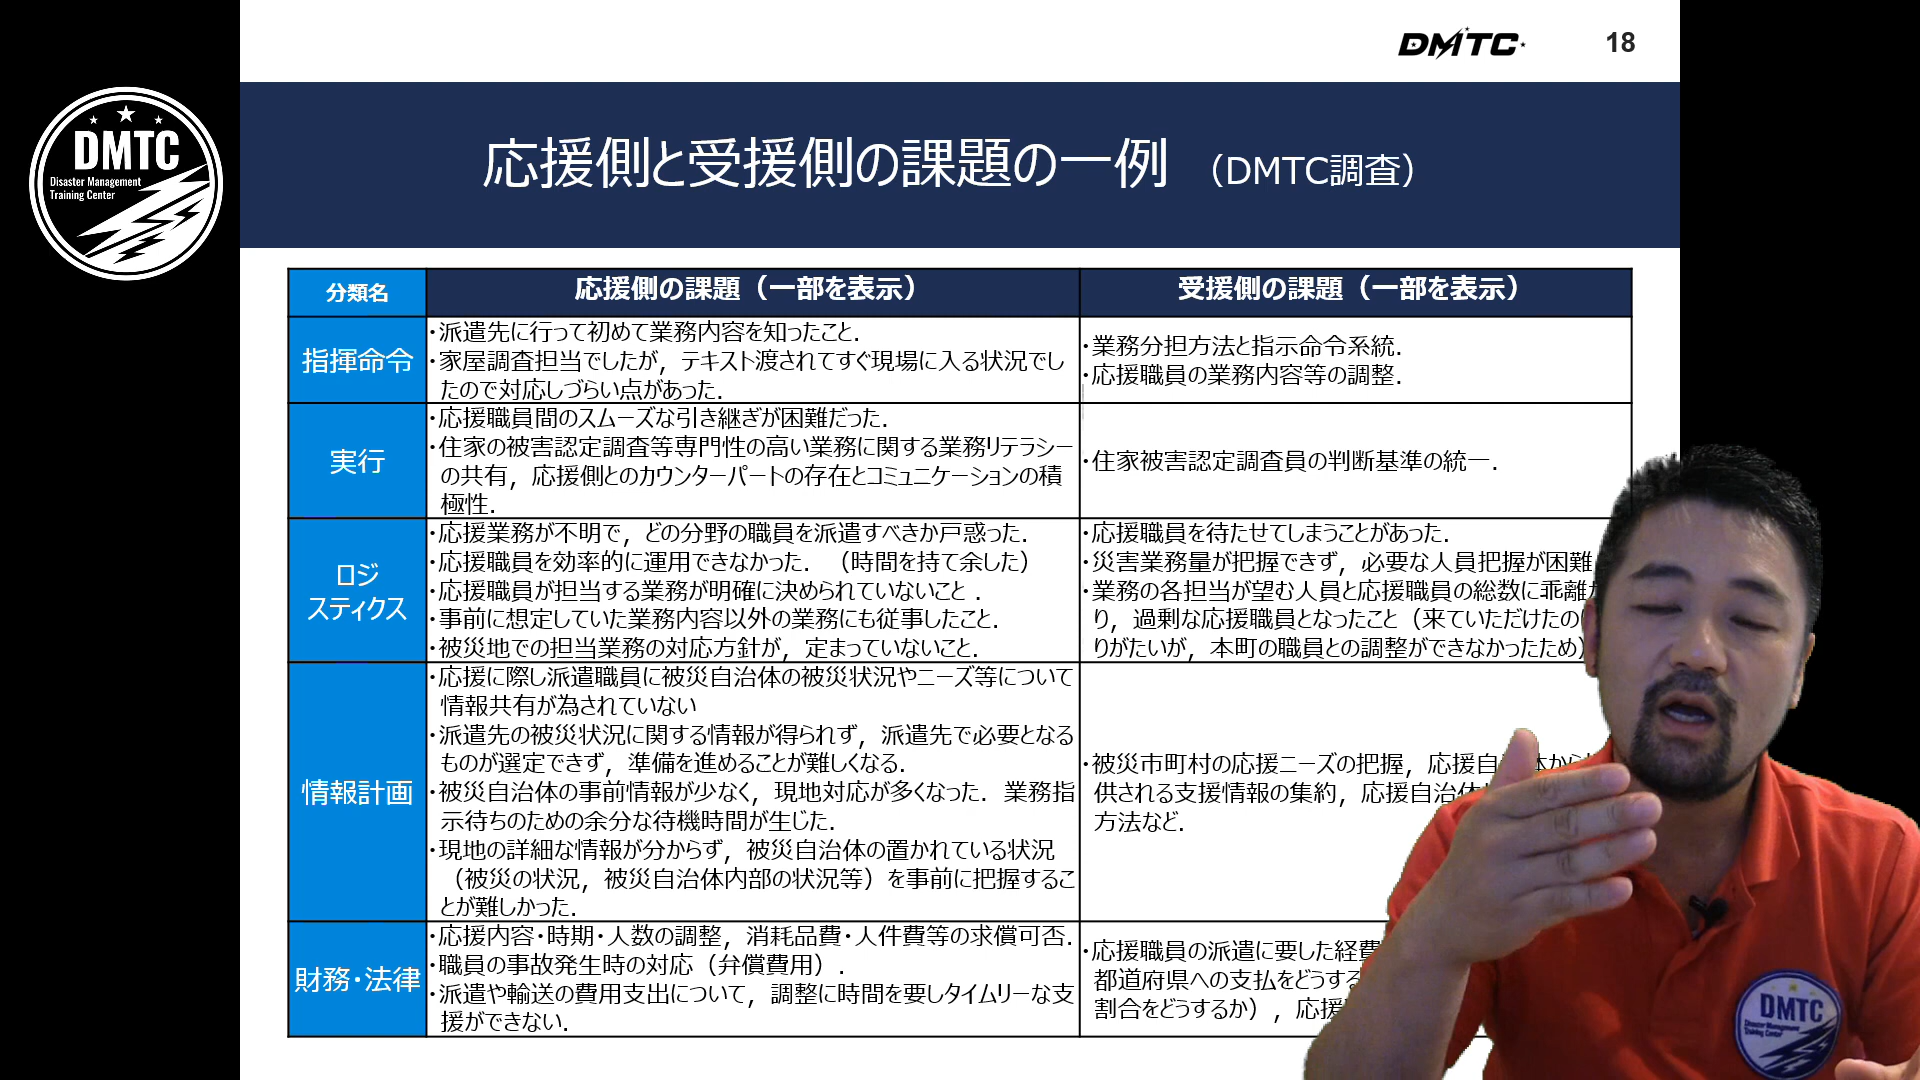 DMTC
18
DMTC
Disaster Management
Training Center
応援側と受援側の課題の一例 （DMTC調査）
分類名
応援側の課題（一部を表示）
受援側の課題（一部を表示）
指揮命令
・派遣先に行って初めて業務内容を知ったこと．
・家屋調査担当でしたが，テキスト渡されてすぐ現場に入る状況でし
たので対応しづらい点があった．
・業務分担方法と指示命令系統．
・応援職員の業務内容等の調整．
実行
・応援職員間のスムーズな引き継ぎが困難だった．
・住家の被害認定調査等専門性の高い業務に関する業務リテラシー
の共有，応援側とのカウンターパートの存在とコミュニケーションの積
極性．
・住家被害認定調査員の判断基準の統一．
ロジ
スティクス
・応援業務が不明で，どの分野の職員を派遣すべきか戸惑った．
・応援職員を効率的に運用できなかった．（時間を持て余した）
・応援職員が担当する業務が明確に決められていないこと．
・事前に想定していた業務内容以外の業務にも従事したこと．
・被災地での担当業務の対応方針が，定まっていないこと．
・応援職員を待たせてしまうことがあった．
・災害業務量が把握できず，必要な人員把握が困難
・業務の各担当が望む人員と応援職員の総数に乖離が
り，過剰な応援職員となったこと（来ていただけたの
りがたいが，本町の職員との調整ができなかったため）
情報計画
・応援に際し派遣職員に被災自治体の被災状況やニーズ等について
情報共有が為されていない
・派遣先の被災状況に関する情報が得られず，派遣先で必要となる
ものが選定できず，準備を進めることが難しくなる．
・被災自治体の事前情報が少なく，現地対応が多くなった．業務指
示待ちのための余分な待機時間が生じた．
・現地の詳細な情報が分からず，被災自治体の置かれている状況
（被災の状況，被災自治体内部の状況等）を事前に把握するこ
とが難しかった．
・被災市町村の応援ニーズの把握，応援自 体から
供される支援情報の集約，応援自治体
方法など．
財務・法律
・応援内容・時期・人数の調整，消耗品費・人件費等の求償可否．
・職員の事故発生時の対応（弁償費用）．
・派遣や輸送の費用支出について，調整に時間を要しタイムリーな支
援ができない．
・応援職員の派遣に要した経費
都道府県への支払をどうする
割合をどうするか），応援
DMTC
Disaster Management
Training Center